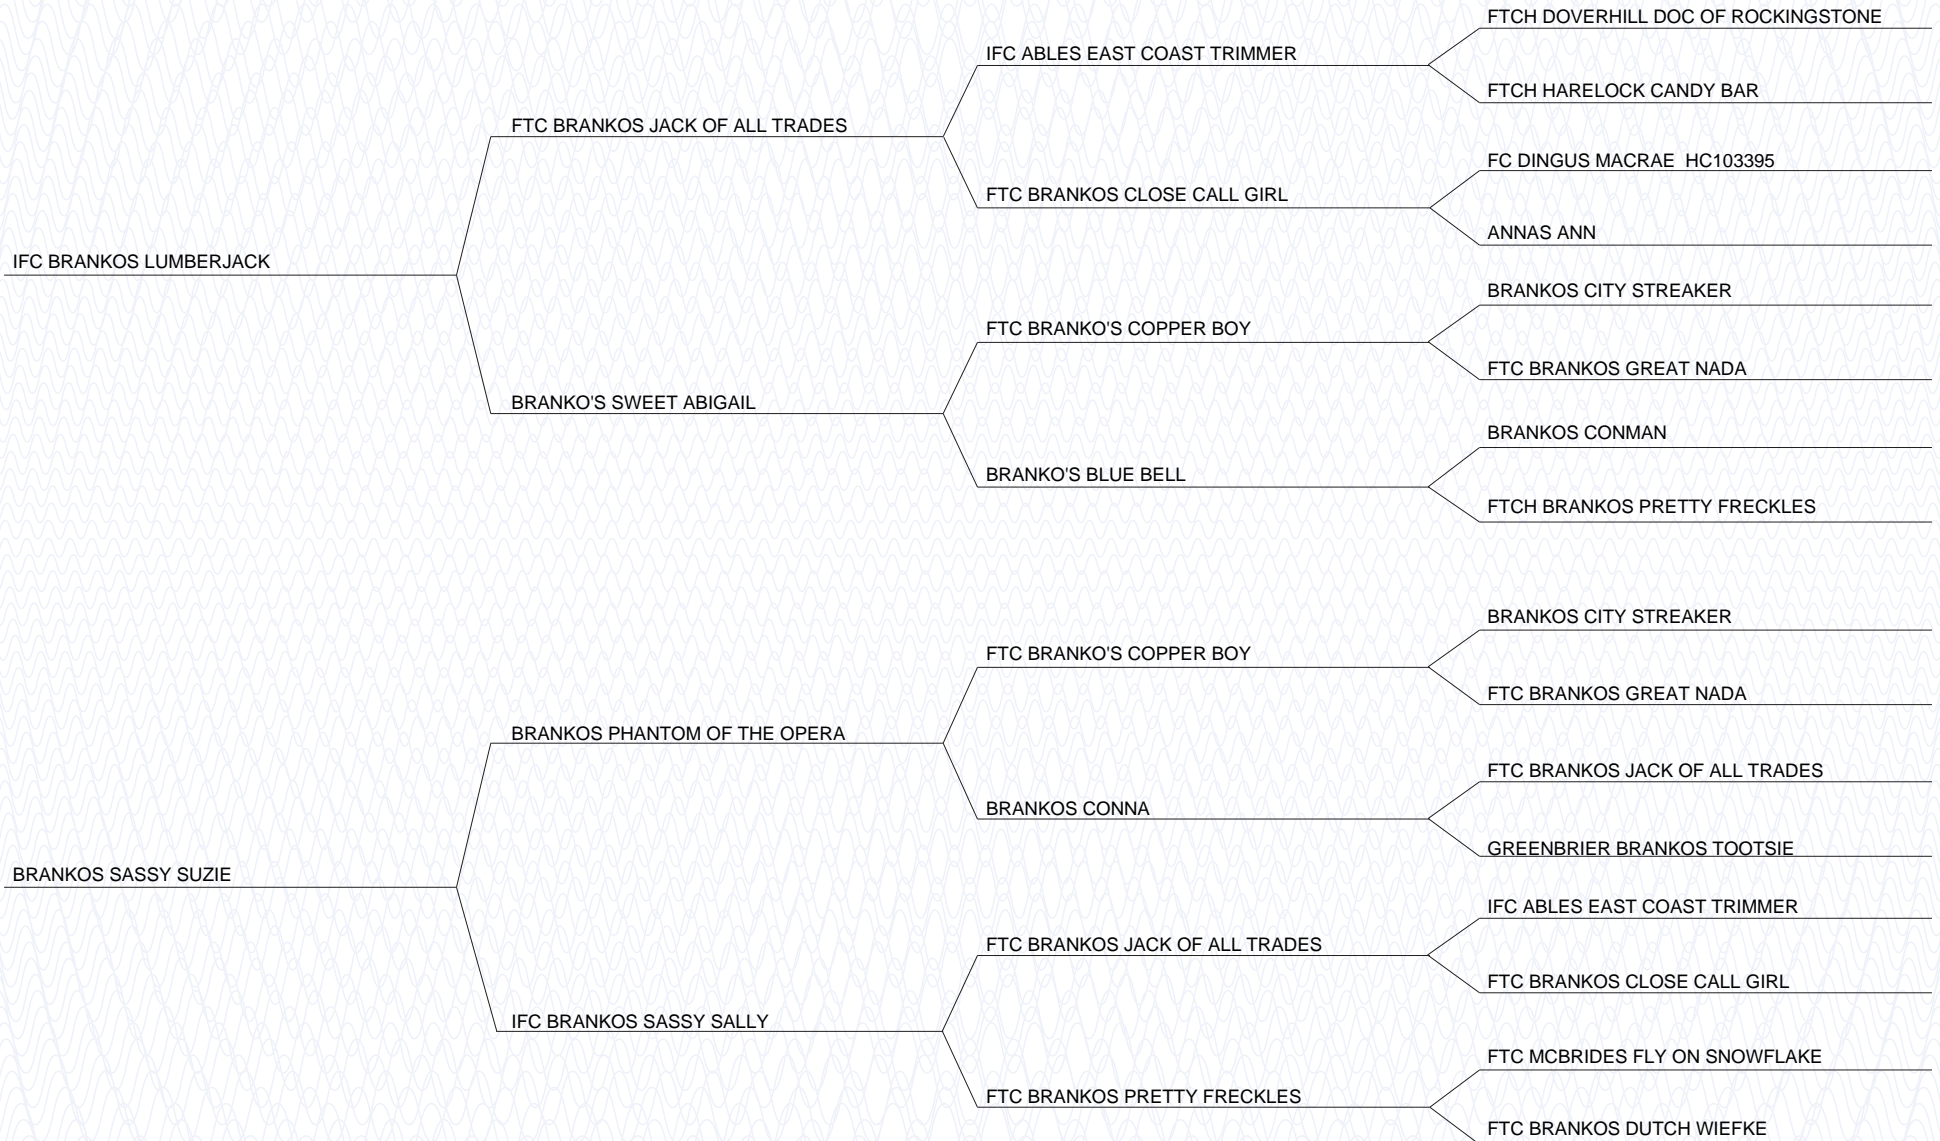 FTCH DOVERHILL DOC OF ROCKINGSTONE
IFC ABLES EAST COAST TRIMMER
FTCH HARELOCK CANDY BAR
FTC BRANKOS JACK OF ALL TRADES
FC DINGUS MACRAE  HC103395
FTC BRANKOS CLOSE CALL GIRL
ANNAS ANN
IFC BRANKOS LUMBERJACK
BRANKOS CITY STREAKER
FTC BRANKO'S COPPER BOY
FTC BRANKOS GREAT NADA
BRANKO'S SWEET ABIGAIL
BRANKOS CONMAN
BRANKO'S BLUE BELL
FTCH BRANKOS PRETTY FRECKLES
BRANKOS CITY STREAKER
FTC BRANKO'S COPPER BOY
FTC BRANKOS GREAT NADA
BRANKOS PHANTOM OF THE OPERA
FTC BRANKOS JACK OF ALL TRADES
BRANKOS CONNA
GREENBRIER BRANKOS TOOTSIE
BRANKOS SASSY SUZIE
IFC ABLES EAST COAST TRIMMER
FTC BRANKOS JACK OF ALL TRADES
FTC BRANKOS CLOSE CALL GIRL
IFC BRANKOS SASSY SALLY
FTC MCBRIDES FLY ON SNOWFLAKE
FTC BRANKOS PRETTY FRECKLES
FTC BRANKOS DUTCH WIEFKE